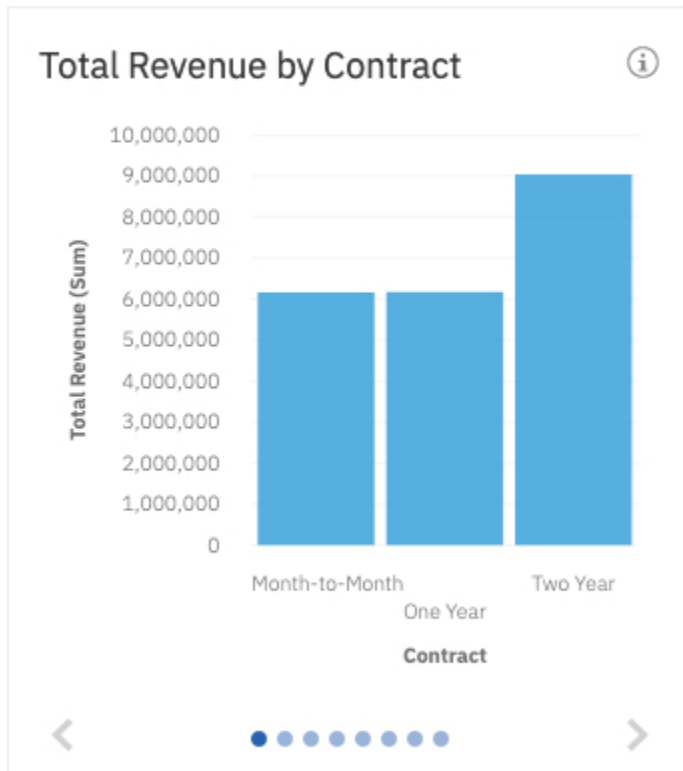 Total Revenue by Contract
10,000,000
9,000,000
8,000,000
7,000,000
6,000,000
5,000,000
4,000,000
3,000,000
2,000,000
1,000,000
0
Total Revenue (Sum)
Month-to-Month
One Year
Two Year
Contract